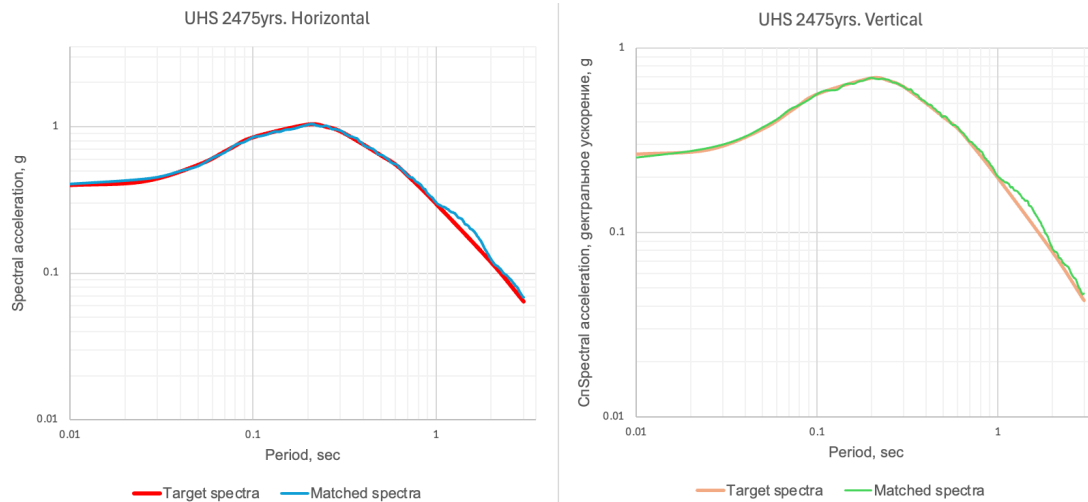 UHS 2475yrs. Horizontal
Spectral acceleration, g
1
0.1
0.01
0.01
0.1
1
Period, sec
Target spectra
Matched spectra
UHS 2475yrs. Vertical
СпSpectral acceleration, gектральное ускорение, g
1
0.1
0.01
0.01
0.1
1
Period, sec
Target spectra
Matched spectra